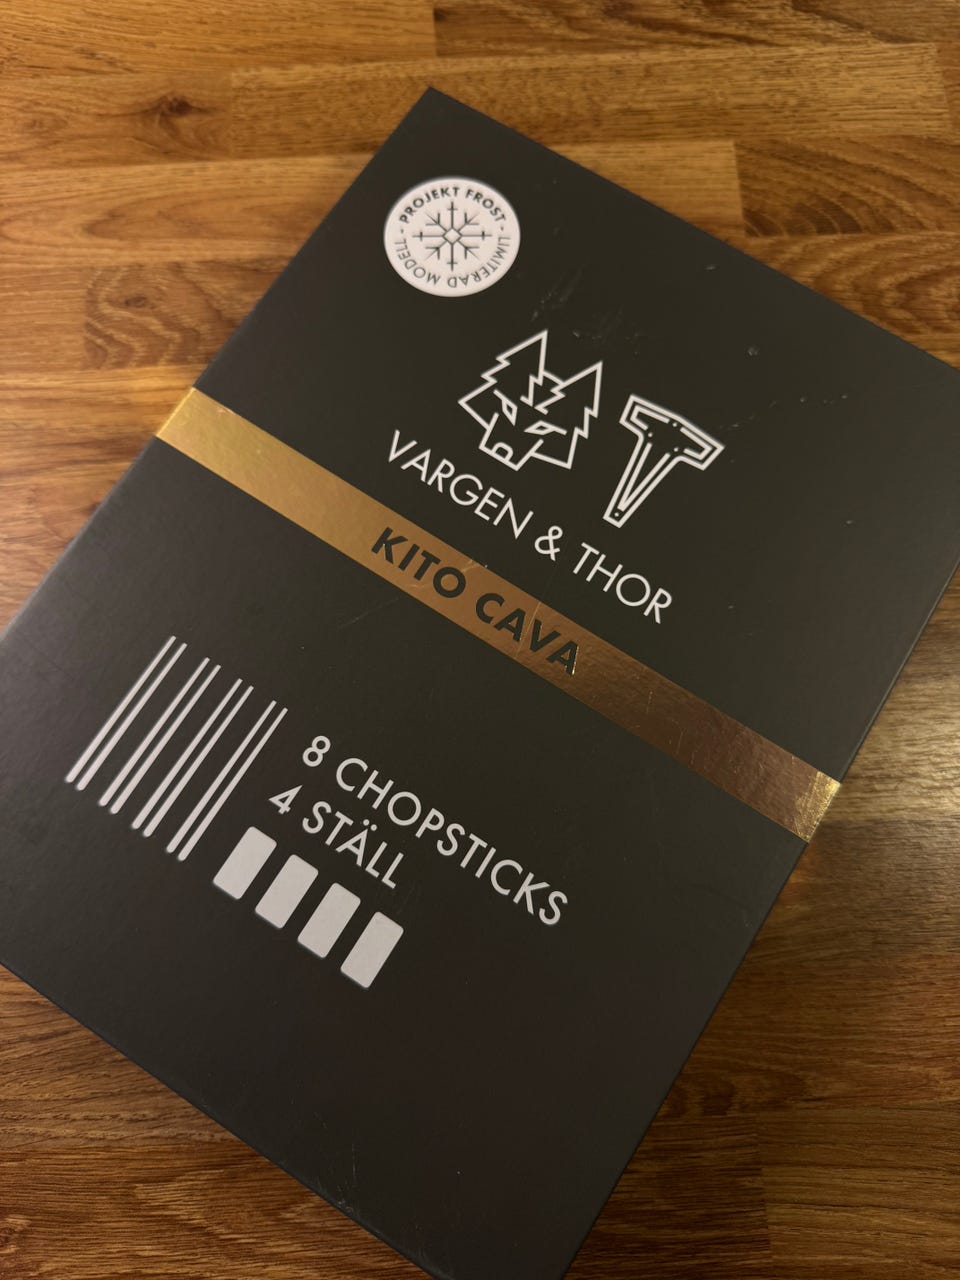 PROJEKT FROST - LIMITERAD MODELL -
VARGEN & THOR
KITO CAVA
8 CHOPSTICKS
4 STÄLL